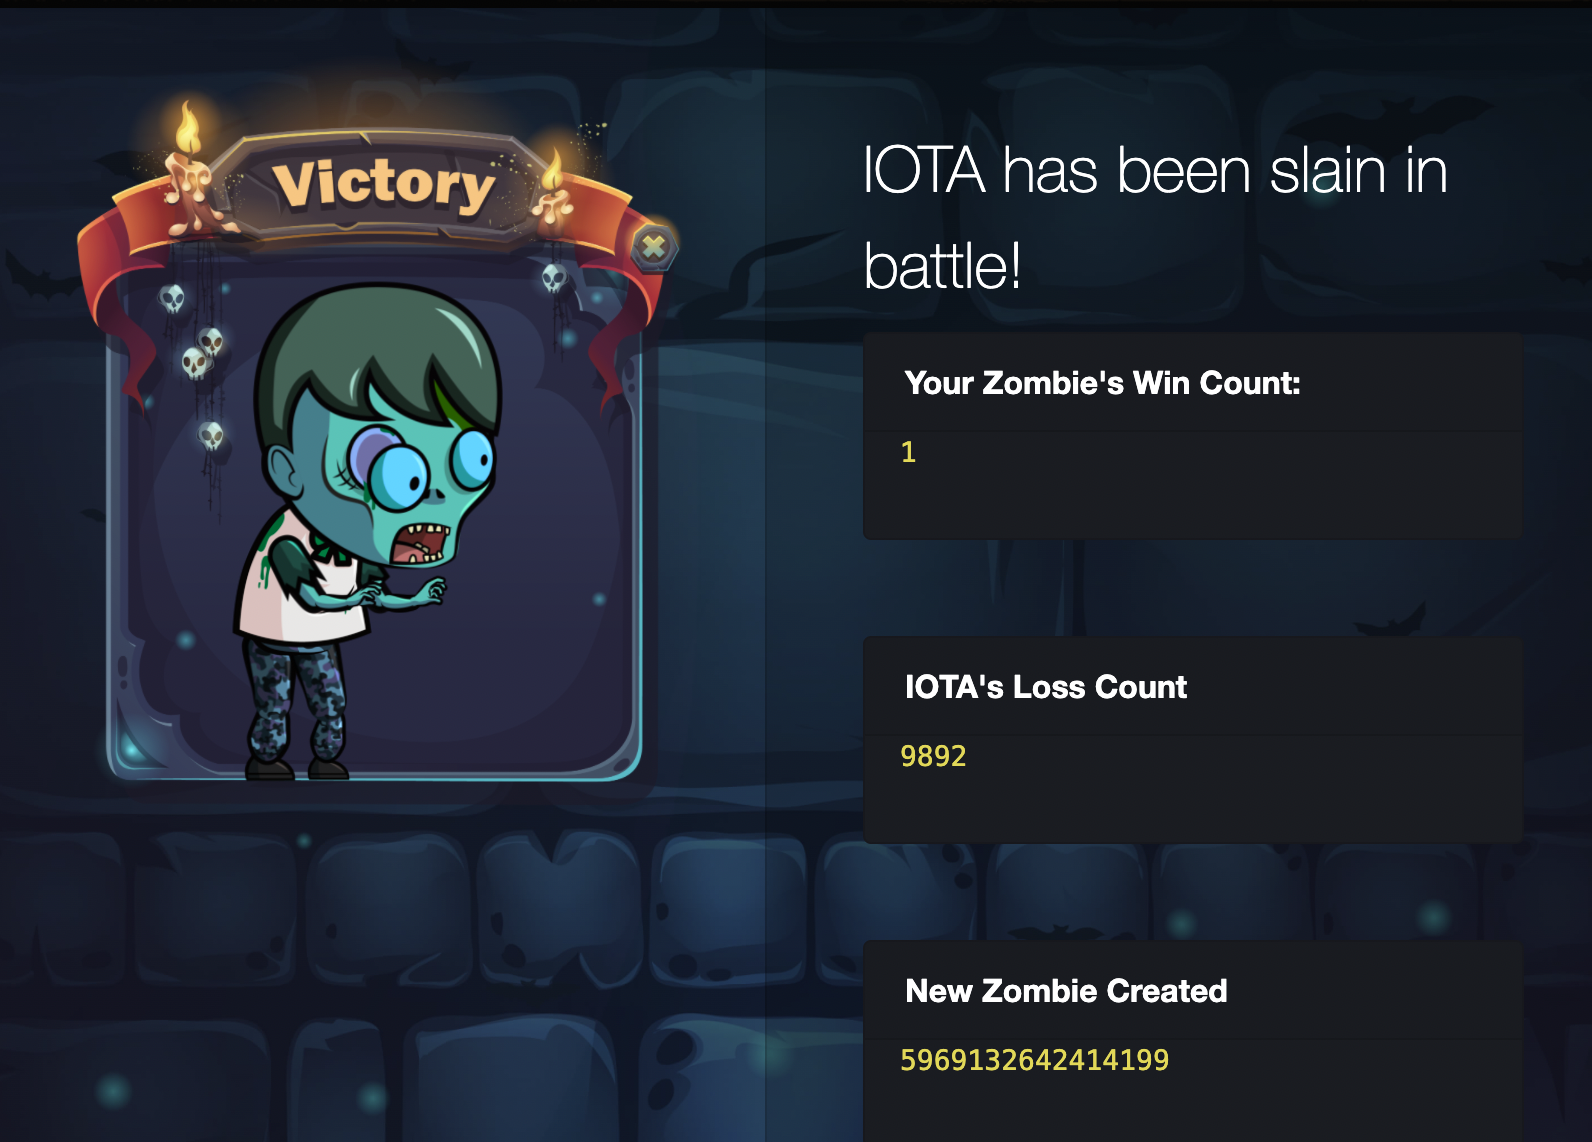 Victory
IOTA has been slain in
battle!
Your Zombie's Win Count:
1
IOTA's Loss Count
9892
New Zombie Created
5969132642414199